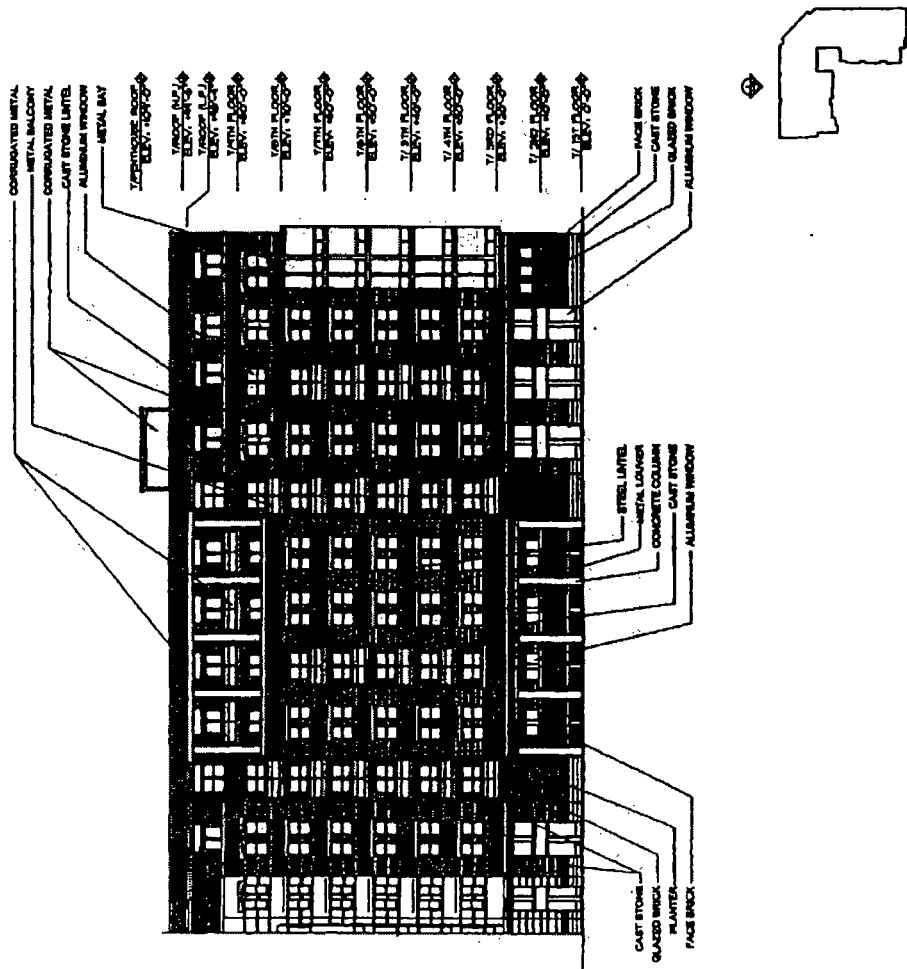 CORRUGATED METAL
METAL BALCONY
CORRUGATED METAL
CAST STONE LINTEL
ALUMINUM WINDOW
METAL BAY
T/PENTHOUSE ROOF
T/ROOF (H.P.)
T/ROOF (L.P.)
FLOOR
T/8TH FLOOR
T/7TH FLOOR
T/6TH FLOOR
T/ 5TH FLOOR
T/ 4TH FLOOR
T/ 3RD FLOOR
T/ 2ND FLOOR
T/ 1ST FLOOR
ELEV. 0'-0"
FACE BRICK
CAST STONE
GLAZED BRICK
ALUMINUM WINDOW
STEEL LINTEL
METAL LOUVER
CONCRETE COLUMN
CAST STONE
ALUMINUM WINDOW
CAST STONE
GLAZED BRICK
PLANTER
FACE BRICK